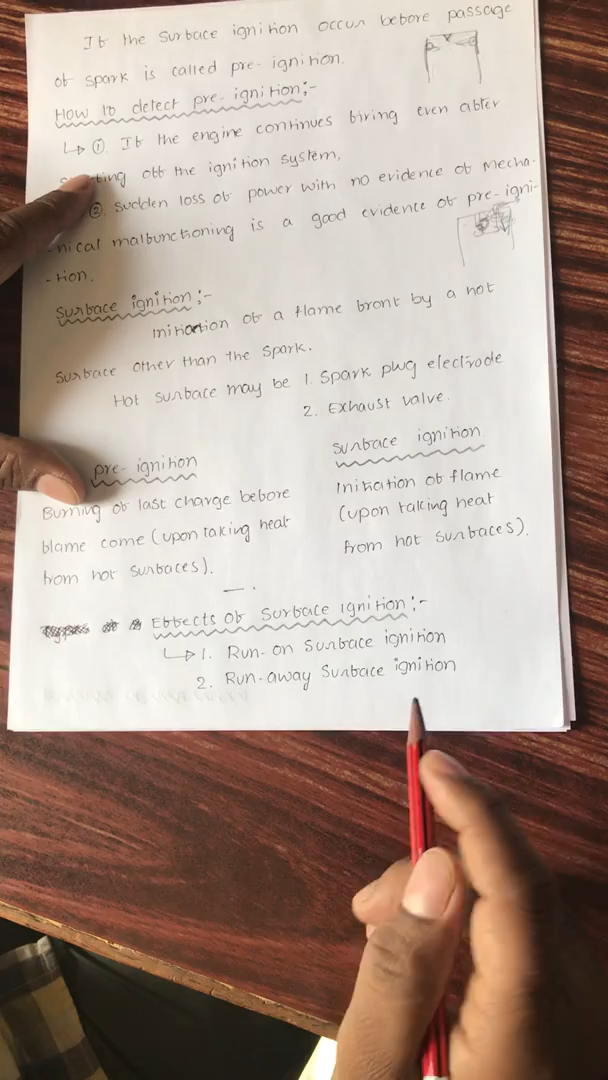 If the surface ignition occur before passage
of spark is called pre-ignition.
How to detect pre-ignition:-
↳ ①. If the engine continues firing even after
ting off the ignition system,
②. Sudden loss of power with no evidence of Mecha-
-nical malfunctioning is a good evidence of pre-igni-
-tion.
Surface ignition:-
Initiation of a flame front by a hot
surface other than the spark.
Hot surface may be 1. Spark plug electrode
2. Exhaust valve.
pre-ignition
Burning of last charge before
flame come (upon taking heat
from hot surfaces).
surface ignition
Initiation of flame
(upon taking heat
from hot surfaces).
Effects of Surface Ignition:-
↳ 1. Run-on Surface ignition
2. Run-away Surface ignition